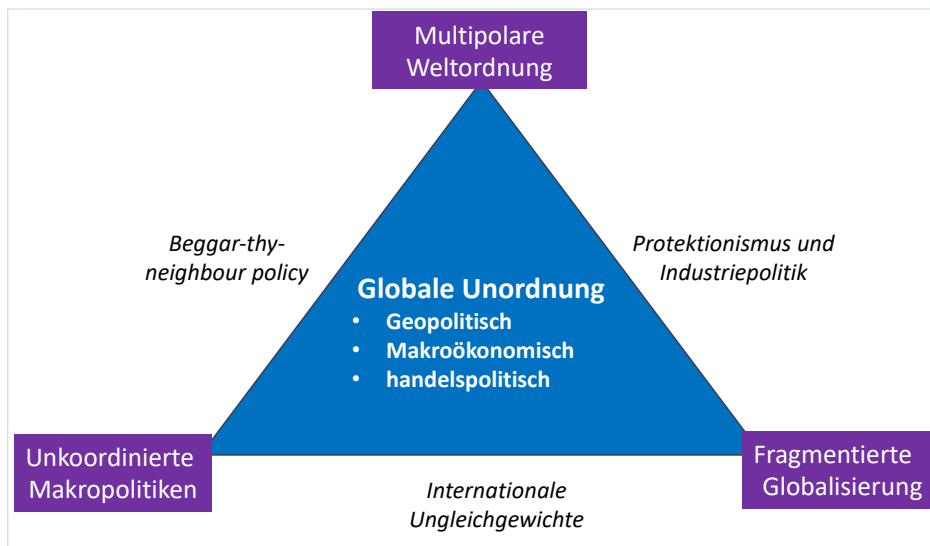 Multipolare
Weltordnung
Beggar-thy-
neighbour policy
Protektionismus und
Industriepolitik
Globale Unordnung
• Geopolitisch
• Makroökonomisch
• handelspolitisch
Unkoordinierte
Makropolitiken
Fragmentierte
Globalisierung
Internationale
Ungleichgewichte